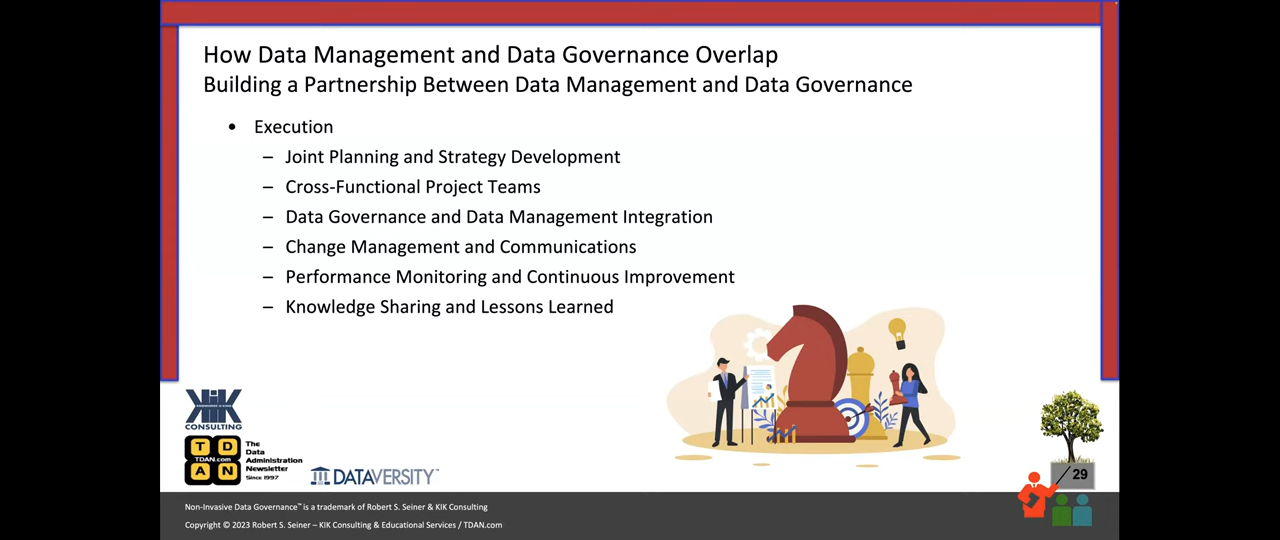 How Data Management and Data Governance Overlap
Building a Partnership Between Data Management and Data Governance
• Execution
– Joint Planning and Strategy Development
– Cross-Functional Project Teams
– Data Governance and Data Management Integration
– Change Management and Communications
– Performance Monitoring and Continuous Improvement
– Knowledge Sharing and Lessons Learned
KIK
CONSULTING
T D
TDAN.com
A N
The
Data
Administration
Newsletter
Since 1997
DATAVERSITY™
29
Non-Invasive Data Governance™ is a trademark of Robert S. Seiner & KIK Consulting
Copyright © 2023 Robert S. Seiner – KIK Consulting & Educational Services / TDAN.com